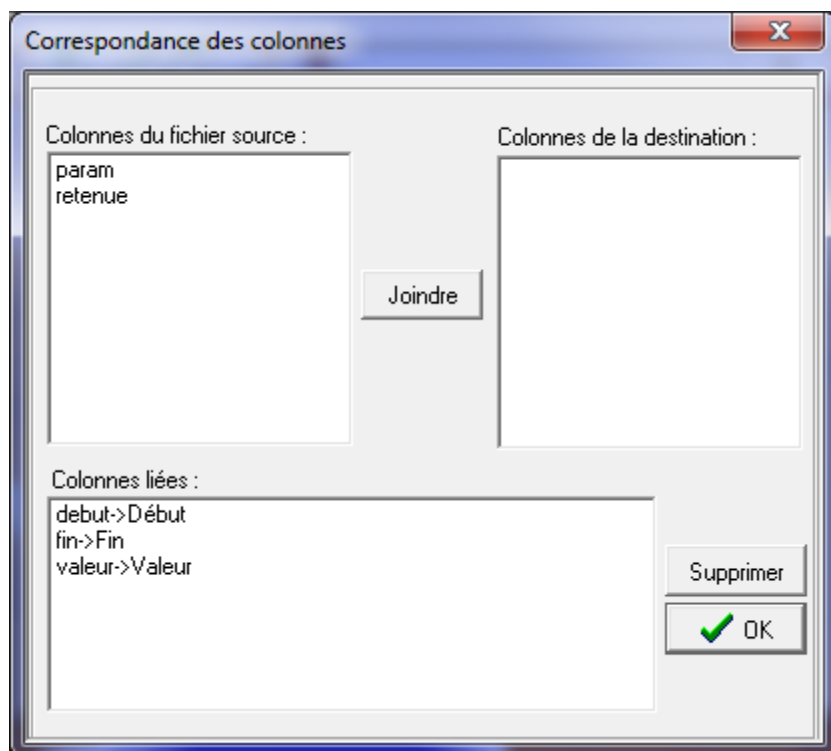 Correspondance des colonnes
Colonnes du fichier source :
param
retenue
Joindre
Colonnes de la destination :
Colonnes liées :
debut->Début
fin->Fin
valeur->Valeur
Supprimer
OK